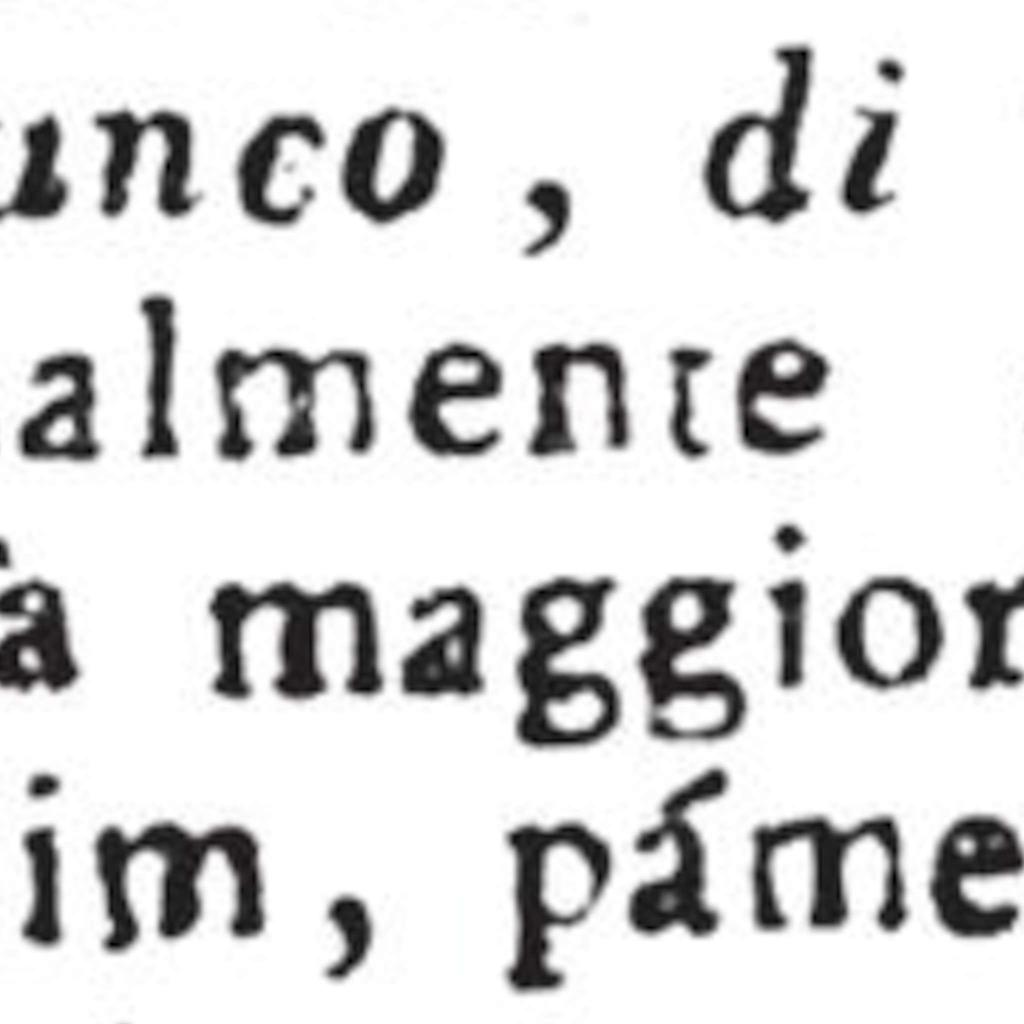 unco, di
almente
à maggior
im, páme